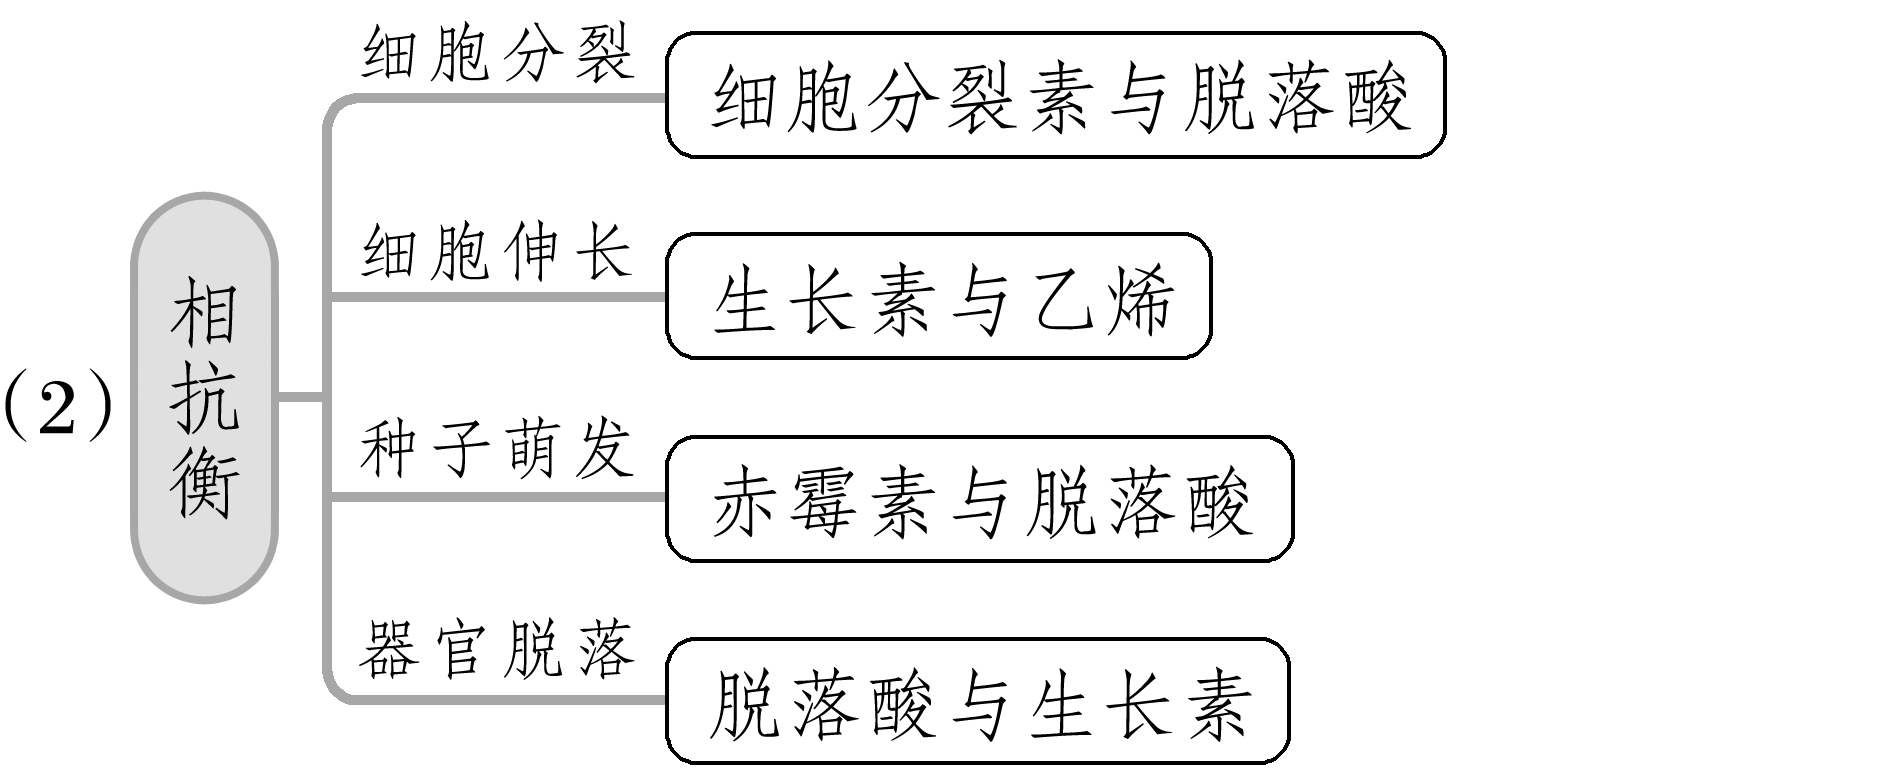 (2)
相抗衡
细胞分裂
细胞分裂素与脱落酸
细胞伸长
生长素与乙烯
种子萌发
赤霉素与脱落酸
器官脱落
脱落酸与生长素